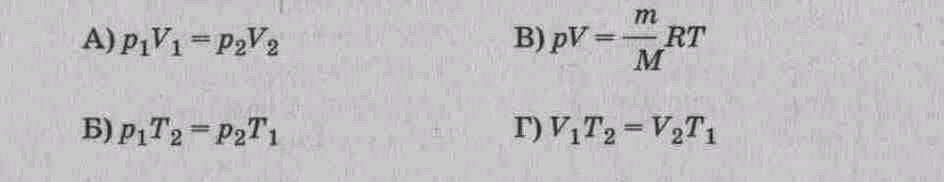 А) p₁V₁ = p₂V₂
В) pV = m/M RT
Б) p₁T₂ = p₂T₁
Г) V₁T₂ = V₂T₁